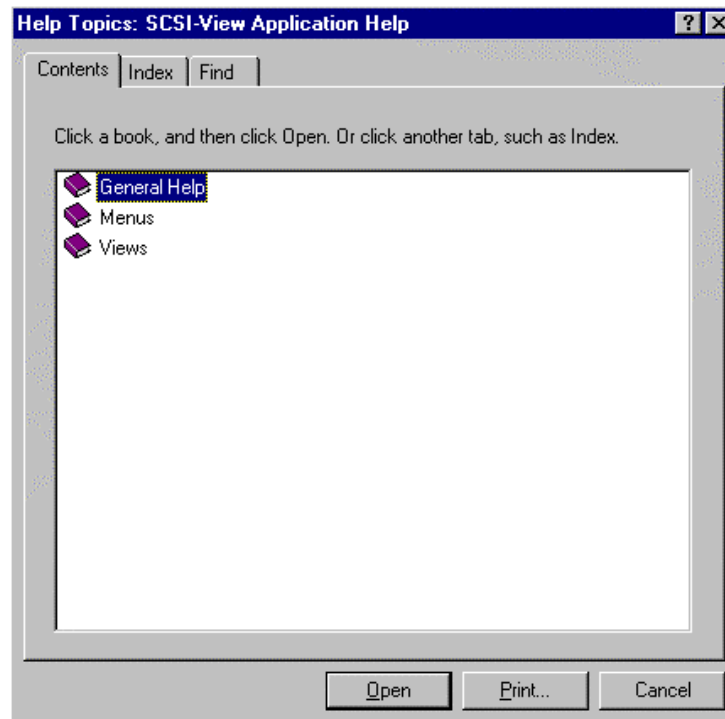 Help Topics: SCSI-View Application Help
Contents Index Find
Click a book, and then click Open. Or click another tab, such as Index.
General Help
Menus
Views
Open Print... Cancel